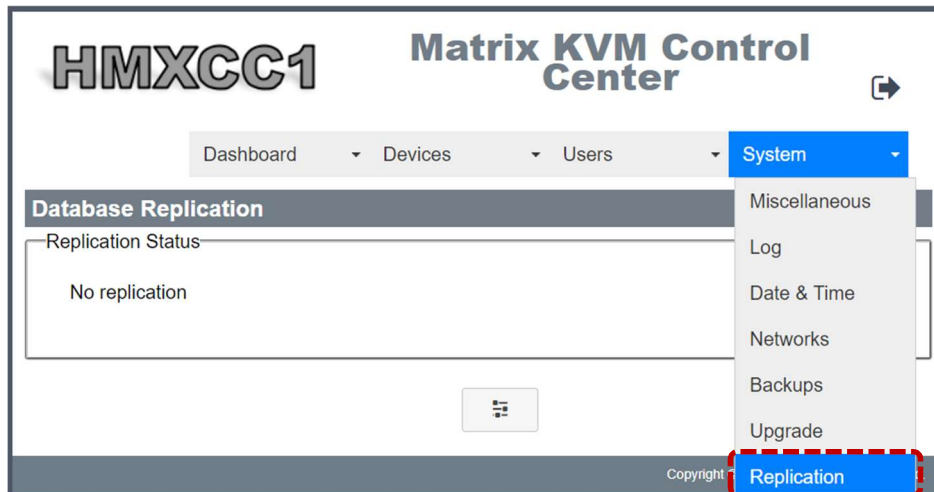 HMXCC1
Matrix KVM Control
Center
Dashboard
Devices
Users
System
Miscellaneous
Log
Date & Time
Networks
Backups
Upgrade
Replication
Database Replication
Replication Status
No replication
Copyright